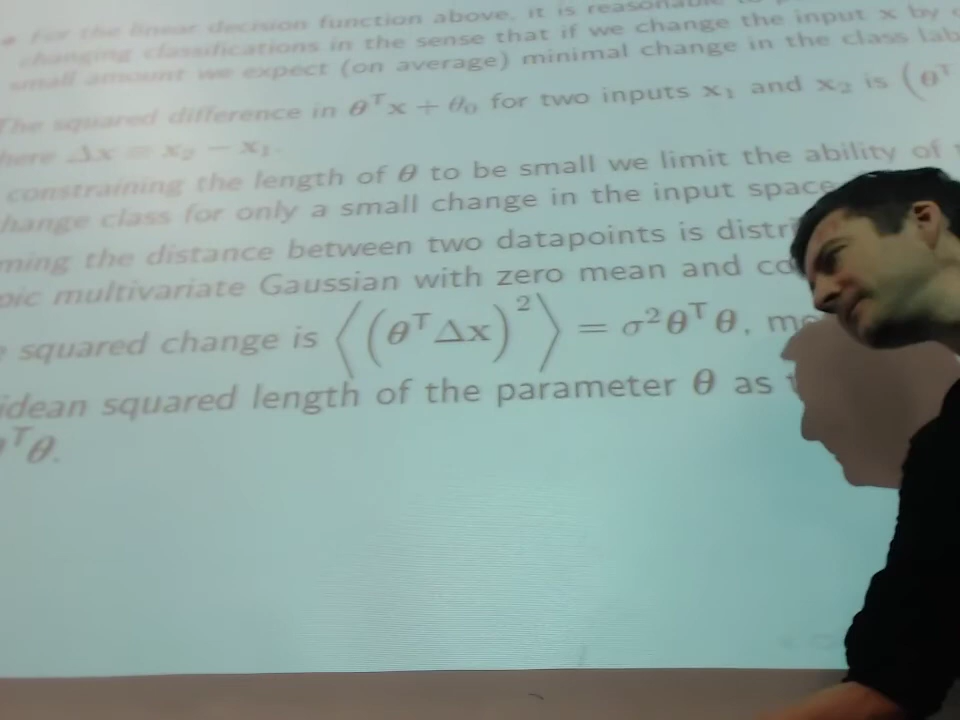 For the linear decision function above, it is reasonable to
changing classifications in the sense that if we change the input x by
small amount we expect (on average) minimal change in the class lab
The squared difference in θᵀx + θ₀ for two inputs x₁ and x₂ is (θᵀ
here Δx = x₂ − x₁.
constraining the length of θ to be small we limit the ability of
hange class for only a small change in the input space
ming the distance between two datapoints is distr
pic multivariate Gaussian with zero mean and co
squared change is ⟨(θᵀΔx)²⟩ = σ²θᵀθ, me
idean squared length of the parameter θ as
ᵀθ.